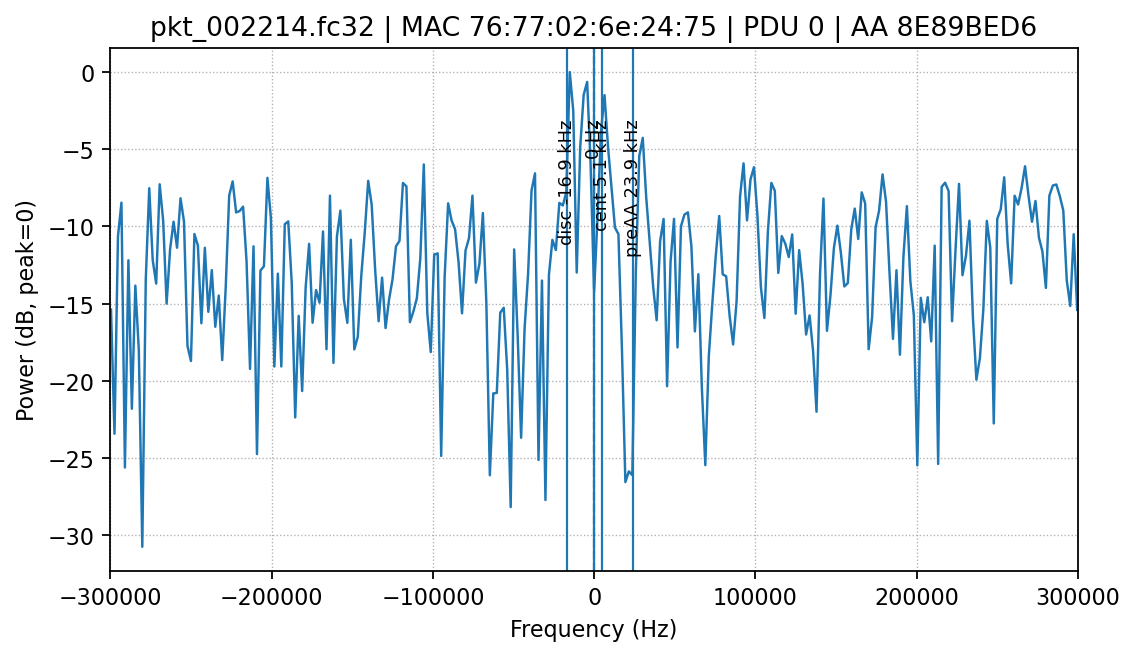 pkt_002214.fc32 | MAC 76:77:02:6e:24:75 | PDU 0 | AA 8E89BED6
Power (dB, peak=0)
0
−5
−10
−15
−20
−25
−30
disc -16.9 kHz
0 Hz
cent 5.1 kHz
preAA 23.9 kHz
−300000
−200000
−100000
0
100000
200000
300000
Frequency (Hz)